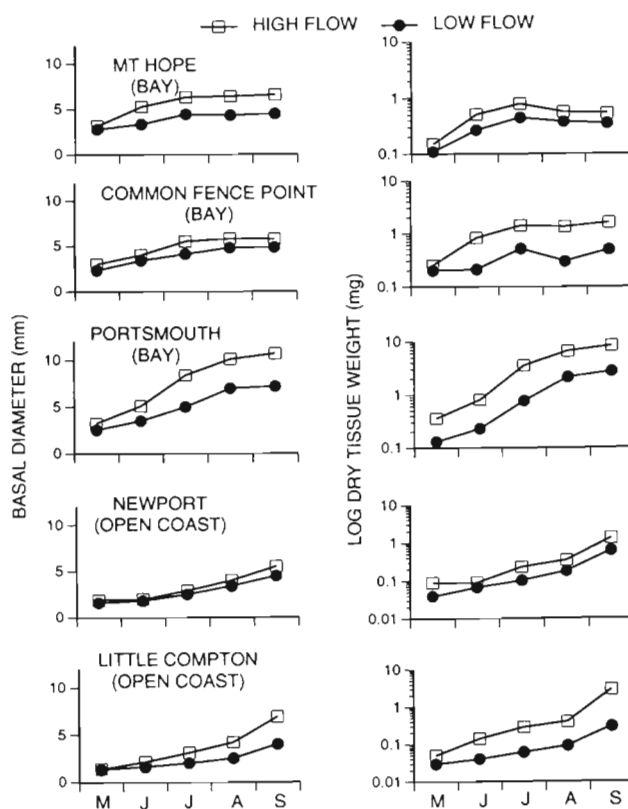 HIGH FLOW LOW FLOW
MT HOPE
(BAY)
10
5
0
10
1
0.1
COMMON FENCE POINT
(BAY)
10
5
0
10
1
0.1
PORTSMOUTH
(BAY)
10
5
0
10
1
0.1
NEWPORT
(OPEN COAST)
10
5
0
10
1
0.1
0.01
LITTLE COMPTON
(OPEN COAST)
10
5
0
10
1
0.1
0.01
M J J A S
M J J A S
BASAL DIAMETER (mm)
LOG DRY TISSUE WEIGHT (mg)